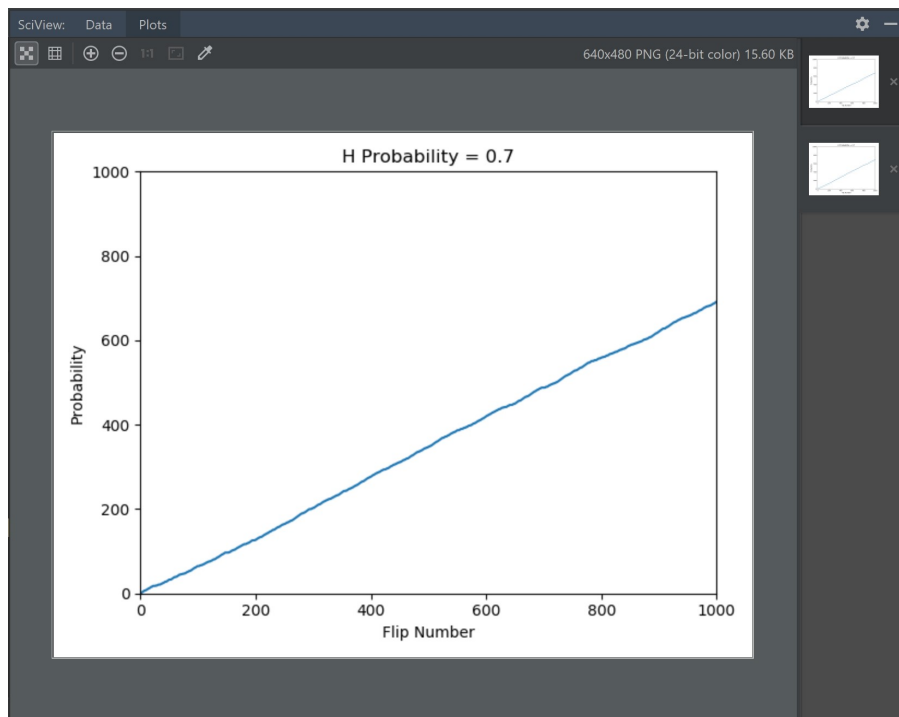 SciView: Data Plots
1:1 640x480 PNG (24-bit color) 15.60 KB
H Probability = 0.7
1000
800
600
400
200
0
Probability
0 200 400 600 800 1000
Flip Number